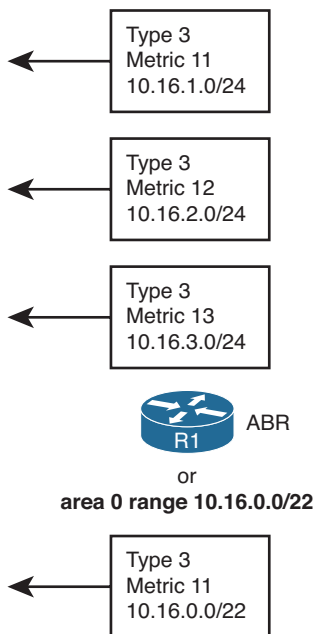 Type 3
Metric 11
10.16.1.0/24
Type 3
Metric 12
10.16.2.0/24
Type 3
Metric 13
10.16.3.0/24
R1
ABR
or
area 0 range 10.16.0.0/22
Type 3
Metric 11
10.16.0.0/22